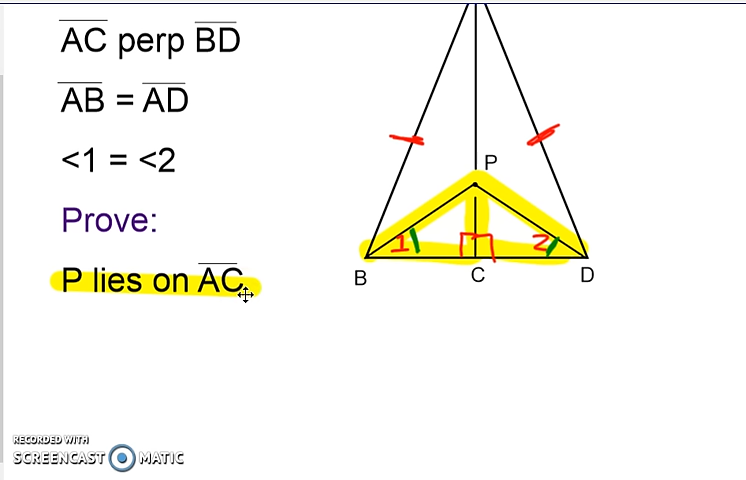 AC perp BD
AB = AD
<1 = <2
Prove:
P lies on AC
P
1
2
B
C
D
RECORDED WITH
SCREENCAST MATIC